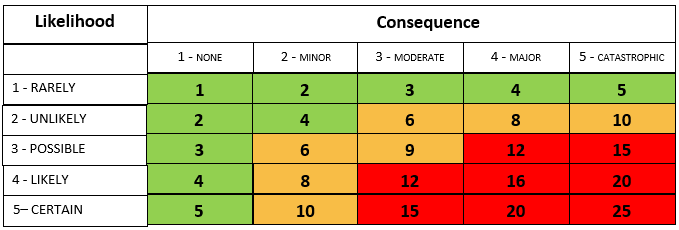 Likelihood Consequence
1 - NONE 2 - MINOR 3 - MODERATE 4 - MAJOR 5 - CATASTROPHIC
1 - RARELY 1 2 3 4 5
2 - UNLIKELY 2 4 6 8 10
3 - POSSIBLE 3 6 9 12 15
4 - LIKELY 4 8 12 16 20
5– CERTAIN 5 10 15 20 25